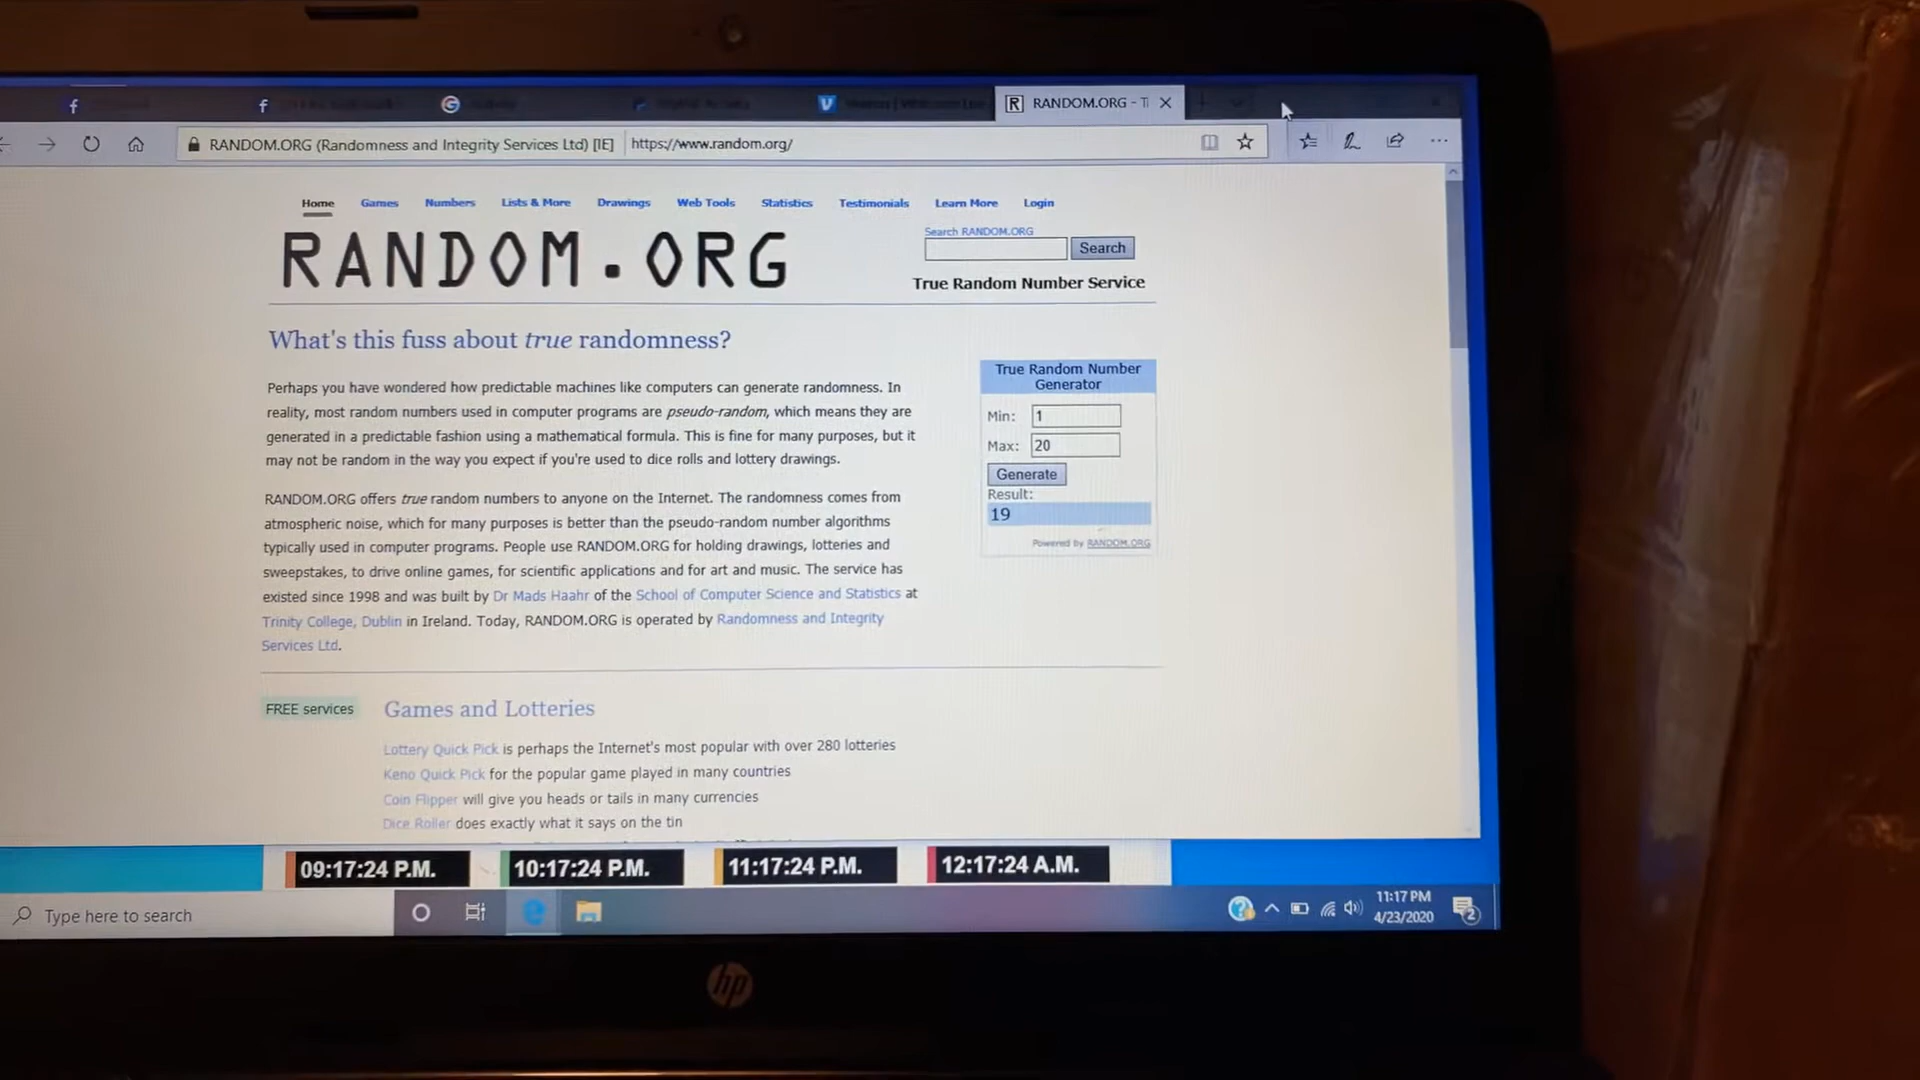 RANDOM.ORG - Ti
RANDOM.ORG (Randomness and Integrity Services Ltd) [IE] https://www.random.org/
Home Games Numbers Lists & More Drawings Web Tools Statistics Testimonials Learn More Login
RANDOM.ORG
Search RANDOM.ORG
Search
True Random Number Service
What's this fuss about true randomness?
Perhaps you have wondered how predictable machines like computers can generate randomness. In
reality, most random numbers used in computer programs are pseudo-random, which means they are
generated in a predictable fashion using a mathematical formula. This is fine for many purposes, but it
may not be random in the way you expect if you're used to dice rolls and lottery drawings.
RANDOM.ORG offers true random numbers to anyone on the Internet. The randomness comes from
atmospheric noise, which for many purposes is better than the pseudo-random number algorithms
typically used in computer programs. People use RANDOM.ORG for holding drawings, lotteries and
sweepstakes, to drive online games, for scientific applications and for art and music. The service has
existed since 1998 and was built by Dr Mads Haahr of the School of Computer Science and Statistics at
Trinity College, Dublin in Ireland. Today, RANDOM.ORG is operated by Randomness and Integrity
Services Ltd.
True Random Number
Generator
Min: 1
Max: 20
Generate
Result:
19
Powered by RANDOM.ORG
FREE services
Games and Lotteries
Lottery Quick Pick is perhaps the Internet's most popular with over 280 lotteries
Keno Quick Pick for the popular game played in many countries
Coin Flipper will give you heads or tails in many currencies
Dice Roller does exactly what it says on the tin
09:17:24 P.M. 10:17:24 P.M. 11:17:24 P.M. 12:17:24 A.M.
Type here to search
11:17 PM
4/23/2020
2
hp